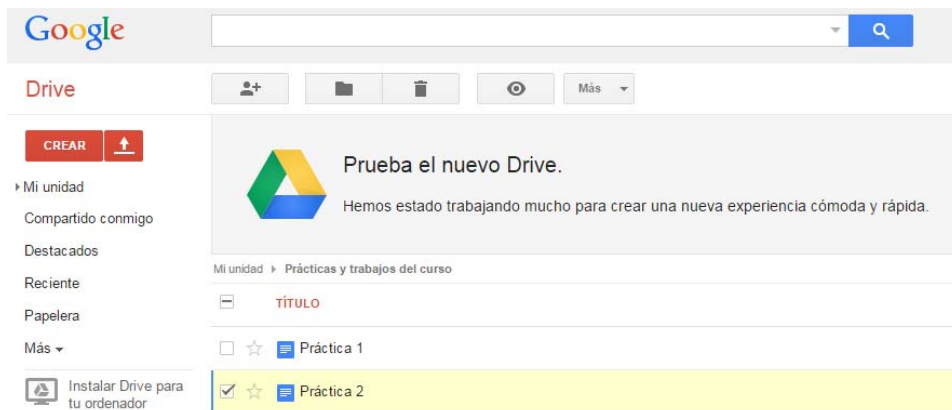 Google
Drive
Más
CREAR
Mi unidad
Compartido conmigo
Destacados
Reciente
Papelera
Más
Instalar Drive para
tu ordenador
Prueba el nuevo Drive.
Hemos estado trabajando mucho para crear una nueva experiencia cómoda y rápida.
Mi unidad Prácticas y trabajos del curso
TÍTULO
Práctica 1
Práctica 2